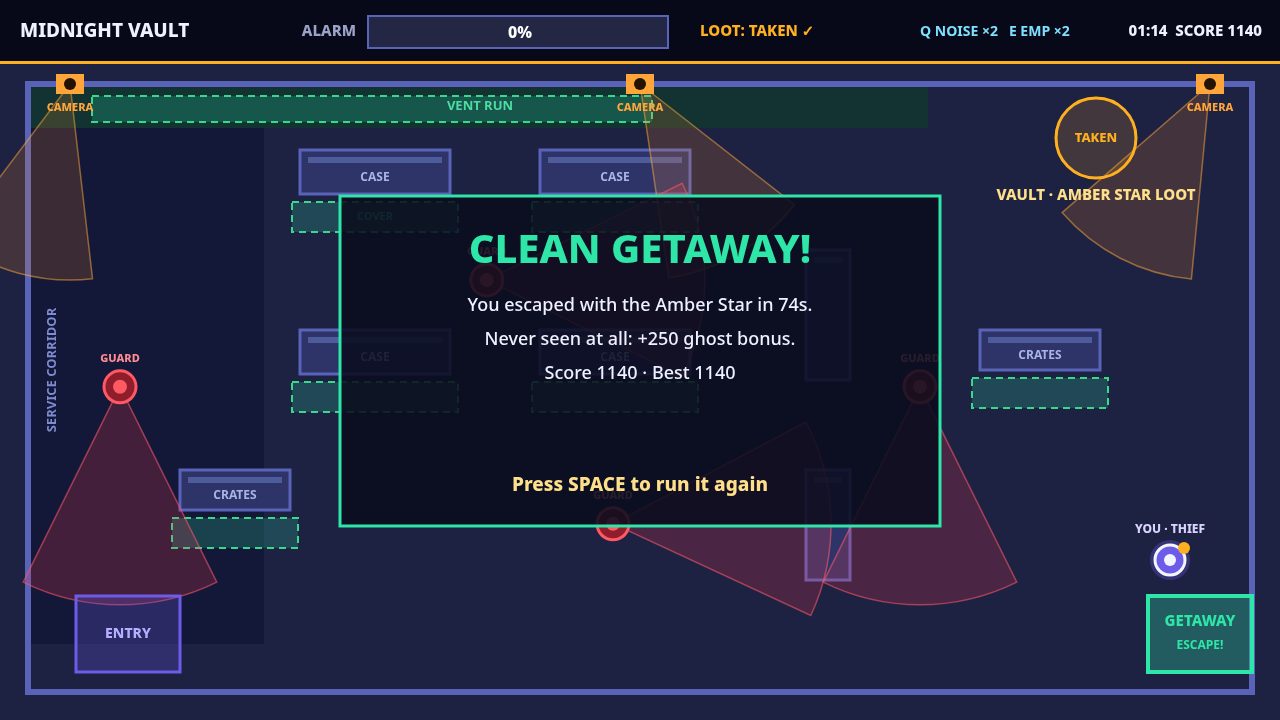 MIDNIGHT VAULT
ALARM
0%
LOOT: TAKEN ✓
Q NOISE ×2 E EMP ×2
01:14 SCORE 1140
CAMERA
VENT RUN
CAMERA
CAMERA
TAKEN
CASE
CASE
VAULT · AMBER STAR LOOT
COVER
CLEAN GETAWAY!
You escaped with the Amber Star in 74s.
Never seen at all: +250 ghost bonus.
Score 1140 · Best 1140
CASE
CASE
GUARD
GUARD
CRATES
SERVICE CORRIDOR
CRATES
Press SPACE to run it again
GUARD
YOU · THIEF
GETAWAY
ESCAPE!
ENTRY